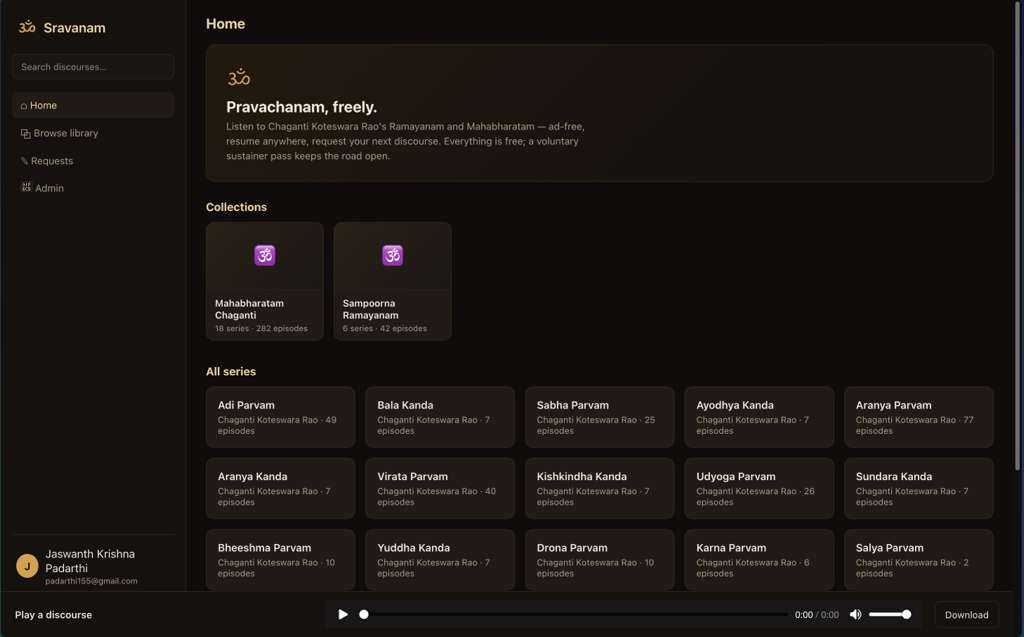 ॐ Sravanam
Search discourses...
Home
Browse library
Requests
Admin
Jaswanth Krishna
Padarthi
J
padarthi155@gmail.com
Home
ॐ
Pravachanam, freely.
Listen to Chaganti Koteswara Rao's Ramayanam and Mahabharatam — ad-free,
resume anywhere, request your next discourse. Everything is free; a voluntary
sustainer pass keeps the road open.
Collections
ॐ
Mahabharatam
Chaganti
18 series · 282 episodes
ॐ
Sampoorna
Ramayanam
6 series · 42 episodes
All series
Adi Parvam
Chaganti Koteswara Rao · 49
episodes
Bala Kanda
Chaganti Koteswara Rao · 7
episodes
Sabha Parvam
Chaganti Koteswara Rao · 25
episodes
Ayodhya Kanda
Chaganti Koteswara Rao · 7
episodes
Aranya Parvam
Chaganti Koteswara Rao · 77
episodes
Aranya Kanda
Chaganti Koteswara Rao · 7
episodes
Virata Parvam
Chaganti Koteswara Rao · 40
episodes
Kishkindha Kanda
Chaganti Koteswara Rao · 7
episodes
Udyoga Parvam
Chaganti Koteswara Rao · 26
episodes
Sundara Kanda
Chaganti Koteswara Rao · 7
episodes
Bheeshma Parvam
Chaganti Koteswara Rao · 10
episodes
Yuddha Kanda
Chaganti Koteswara Rao · 7
episodes
Drona Parvam
Chaganti Koteswara Rao · 10
episodes
Karna Parvam
Chaganti Koteswara Rao · 6
episodes
Salya Parvam
Chaganti Koteswara Rao · 2
episodes
Play a discourse
0:00 / 0:00
Download